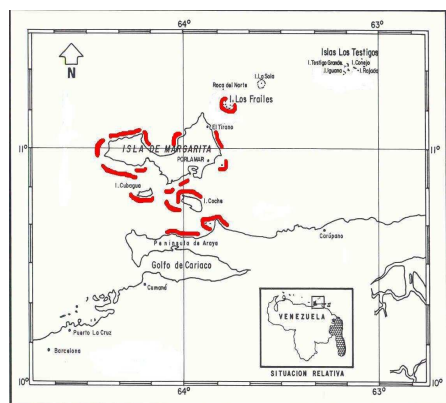 64° 63°
N
Islas Los Testigos
I. Testigo Grande I. Conejo
I. Iguana I. Rajada
I. La Sola
Roca del Norte
I. Los Frailes
El Tirano
11° 11°
ISLA DE MARGARITA
PORLAMAR
I. Cubagua
I. Coche
Península de Araya
Carúpano
Golfo de Cariaco
Cumaná
Puerto La Cruz
Barcelona
VENEZUELA
SITUACION RELATIVA
10° 10°
64° 63°